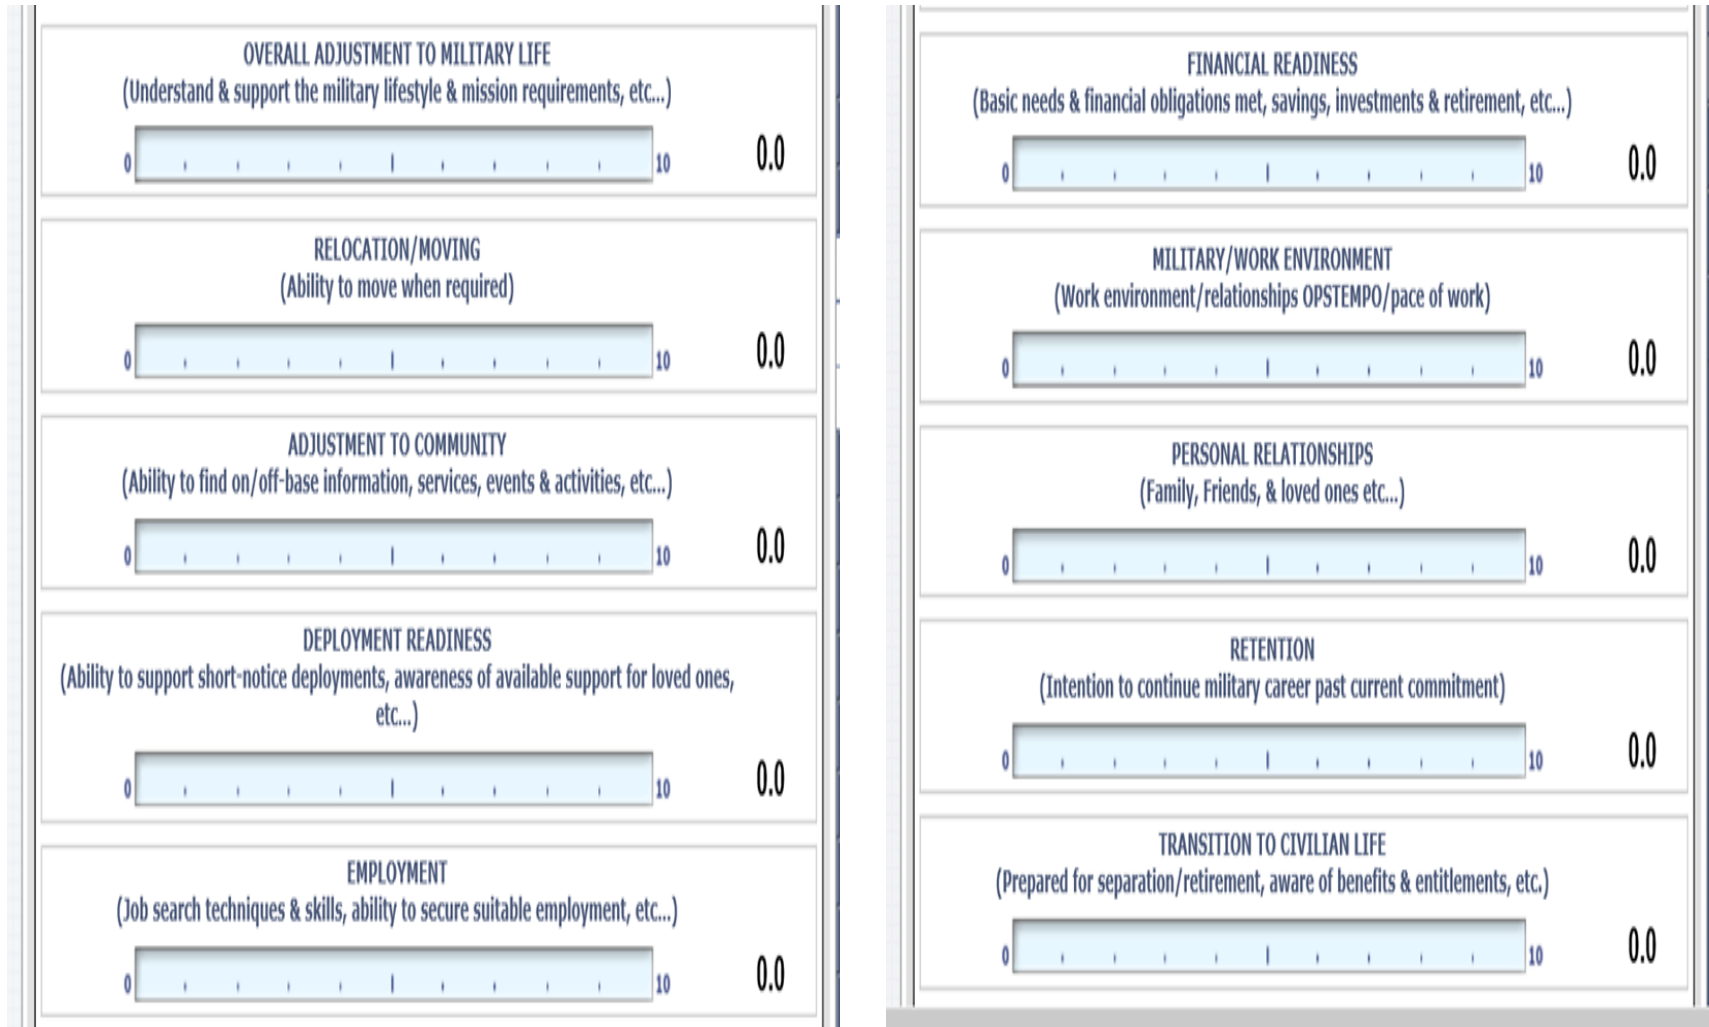 OVERALL ADJUSTMENT TO MILITARY LIFE
(Understand & support the military lifestyle & mission requirements, etc...)
0 10 0.0
RELOCATION/MOVING
(Ability to move when required)
0 10 0.0
ADJUSTMENT TO COMMUNITY
(Ability to find on/off-base information, services, events & activities, etc...)
0 10 0.0
DEPLOYMENT READINESS
(Ability to support short-notice deployments, awareness of available support for loved ones,
etc...)
0 10 0.0
EMPLOYMENT
(Job search techniques & skills, ability to secure suitable employment, etc...)
0 10 0.0
FINANCIAL READINESS
(Basic needs & financial obligations met, savings, investments & retirement, etc...)
0 10 0.0
MILITARY/WORK ENVIRONMENT
(Work environment/relationships OPSTEMPO/pace of work)
0 10 0.0
PERSONAL RELATIONSHIPS
(Family, Friends, & loved ones etc...)
0 10 0.0
RETENTION
(Intention to continue military career past current commitment)
0 10 0.0
TRANSITION TO CIVILIAN LIFE
(Prepared for separation/retirement, aware of benefits & entitlements, etc.)
0 10 0.0